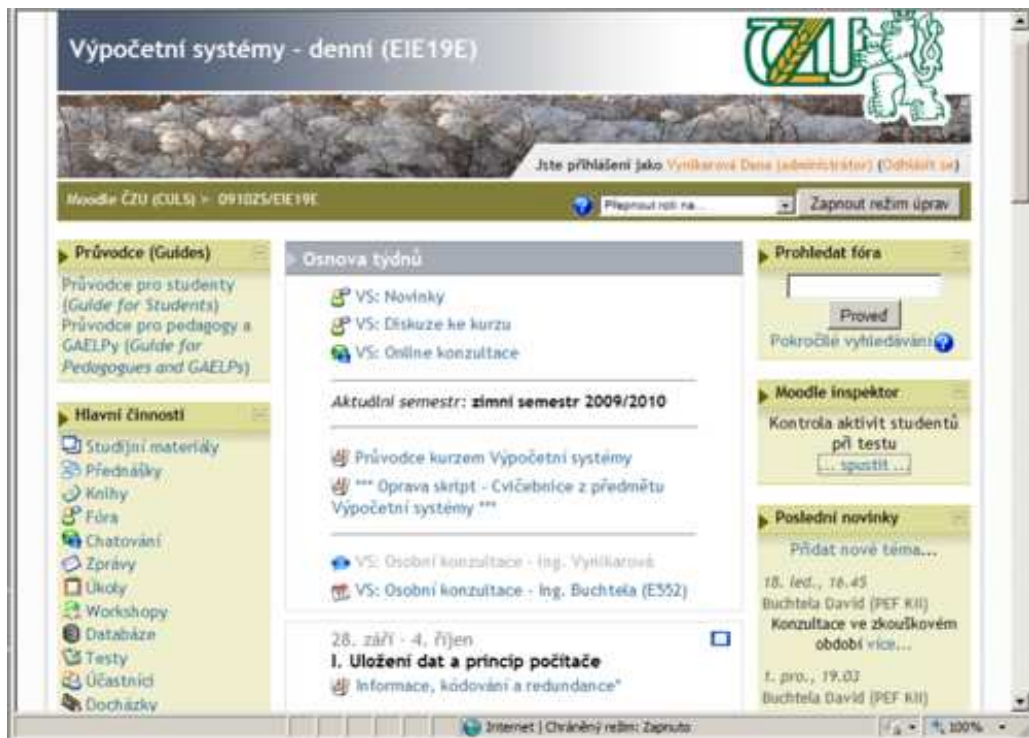 Výpočetní systémy - denní (EIE19E)
ČZU
Jste přihlášeni jako Vynikarová Dana (administrátor) (Odhlásit se)
Moodle ČZU (CULS) ► 091025/EIE19E
Přepnout roli na...
Zapnout režim úprav
Průvodce (Guides)
Průvodce pro studenty
(Guide for Students)
Průvodce pro pedagogy a
GAELPy (Guide for
Pedagogues and GAELPs)
Hlavní činnosti
Studijní materiály
Přednášky
Knihy
Fóra
Chatování
Zprávy
Úkoly
Workshopy
Databáze
Testy
Účastníci
Docházky
Osnova týdnů
VS: Novinky
VS: Diskuze ke kurzu
VS: Online konzultace
Aktuální semestr: zimní semestr 2009/2010
Průvodce kurzem Výpočetní systémy
*** Oprava skript - Cvičebnice z předmětu
Výpočetní systémy ***
VS: Osobní konzultace - Ing. Vynikarová
VS: Osobní konzultace - Ing. Buchtela (E552)
28. září - 4. říjen
I. Uložení dat a princip počítače
Informace, kódování a redundance*
Prohledat fóra
Proveď
Pokročilé vyhledávání
Moodle inspektor
Kontrola aktivit studentů
při testu
... spustit ...
Poslední novinky
Přidat nové téma...
18. led., 16.45
Buchtela David (PEF KII)
Konzultace ve zkouškovém
období více...
1. pro., 19.03
Buchtela David (PEF KII)
Internet | Chráněný režim: Zapnuto
100%